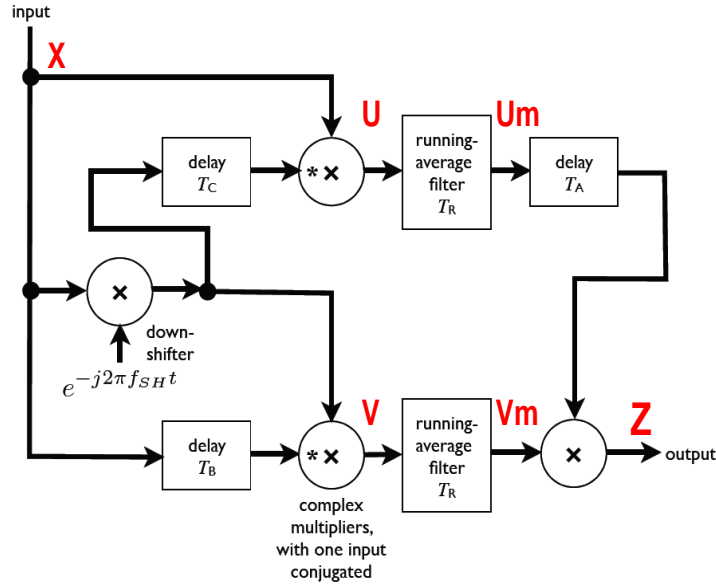 input
X
U
Um
delay
T_C
* ×
running-
average
filter
T_R
delay
T_A
×
down-
shifter
e^{-j2πf_{SH}t}
V
Vm
Z
delay
T_B
* ×
running-
average
filter
T_R
×
output
complex
multipliers,
with one input
conjugated